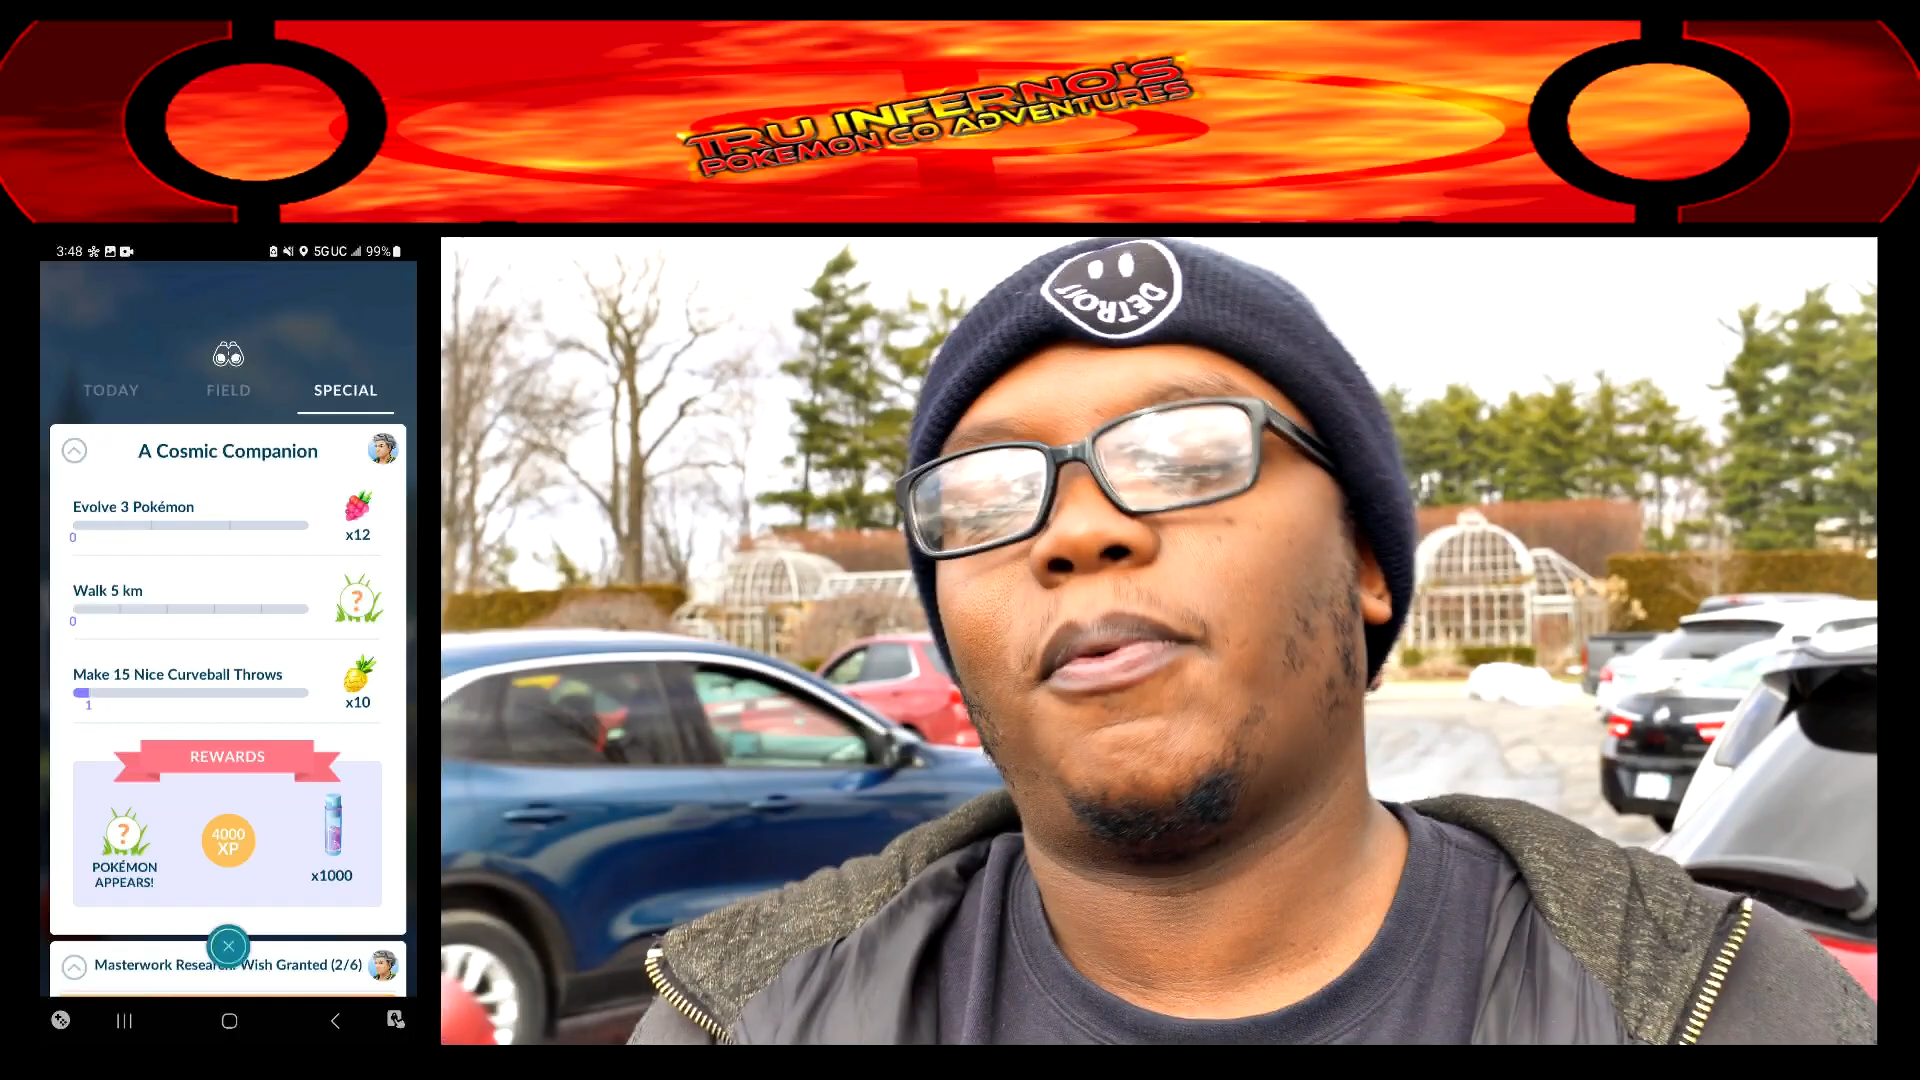 TRU INFERNO'S
POKEMON GO ADVENTURES
3:48
5GUC
99%
TODAY
FIELD
SPECIAL
A Cosmic Companion
Evolve 3 Pokémon
0
x12
Walk 5 km
0
?
Make 15 Nice Curveball Throws
1
x10
REWARDS
?
POKÉMON
APPEARS!
4000
XP
x1000
Masterwork Research: Wish Granted (2/6)
DETROIT